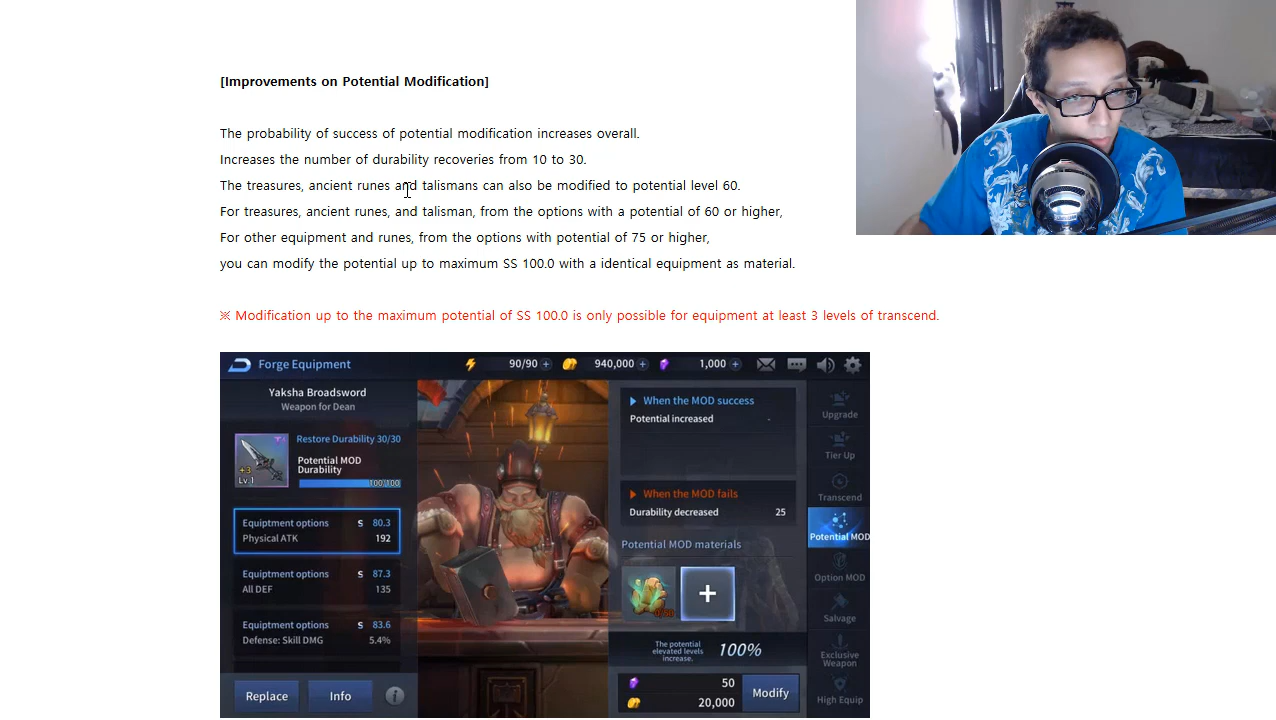 [Improvements on Potential Modification]
The probability of success of potential modification increases overall.
Increases the number of durability recoveries from 10 to 30.
The treasures, ancient runes and talismans can also be modified to potential level 60.
For treasures, ancient runes, and talisman, from the options with a potential of 60 or higher,
For other equipment and runes, from the options with potential of 75 or higher,
you can modify the potential up to maximum SS 100.0 with a identical equipment as material.
※ Modification up to the maximum potential of SS 100.0 is only possible for equipment at least 3 levels of transcend.
Forge Equipment
90/90 +
940,000 +
1,000 +
Yaksha Broadsword
Weapon for Dean
Restore Durability 30/30
Potential MOD
Durability
100/100
+3
Lv.1
Equiptment options S 80.3
Physical ATK 192
Equiptment options S 87.3
All DEF 135
Equiptment options S 83.6
Defense: Skill DMG 5.4%
Replace
Info
When the MOD success
Potential increased -
When the MOD fails
Durability decreased 25
Potential MOD materials
+
The potential
elevated levels
increase.
100%
50
20,000
Modify
Upgrade
Tier Up
Transcend
Potential MOD
Option MOD
Salvage
Exclusive
Weapon
High Equip